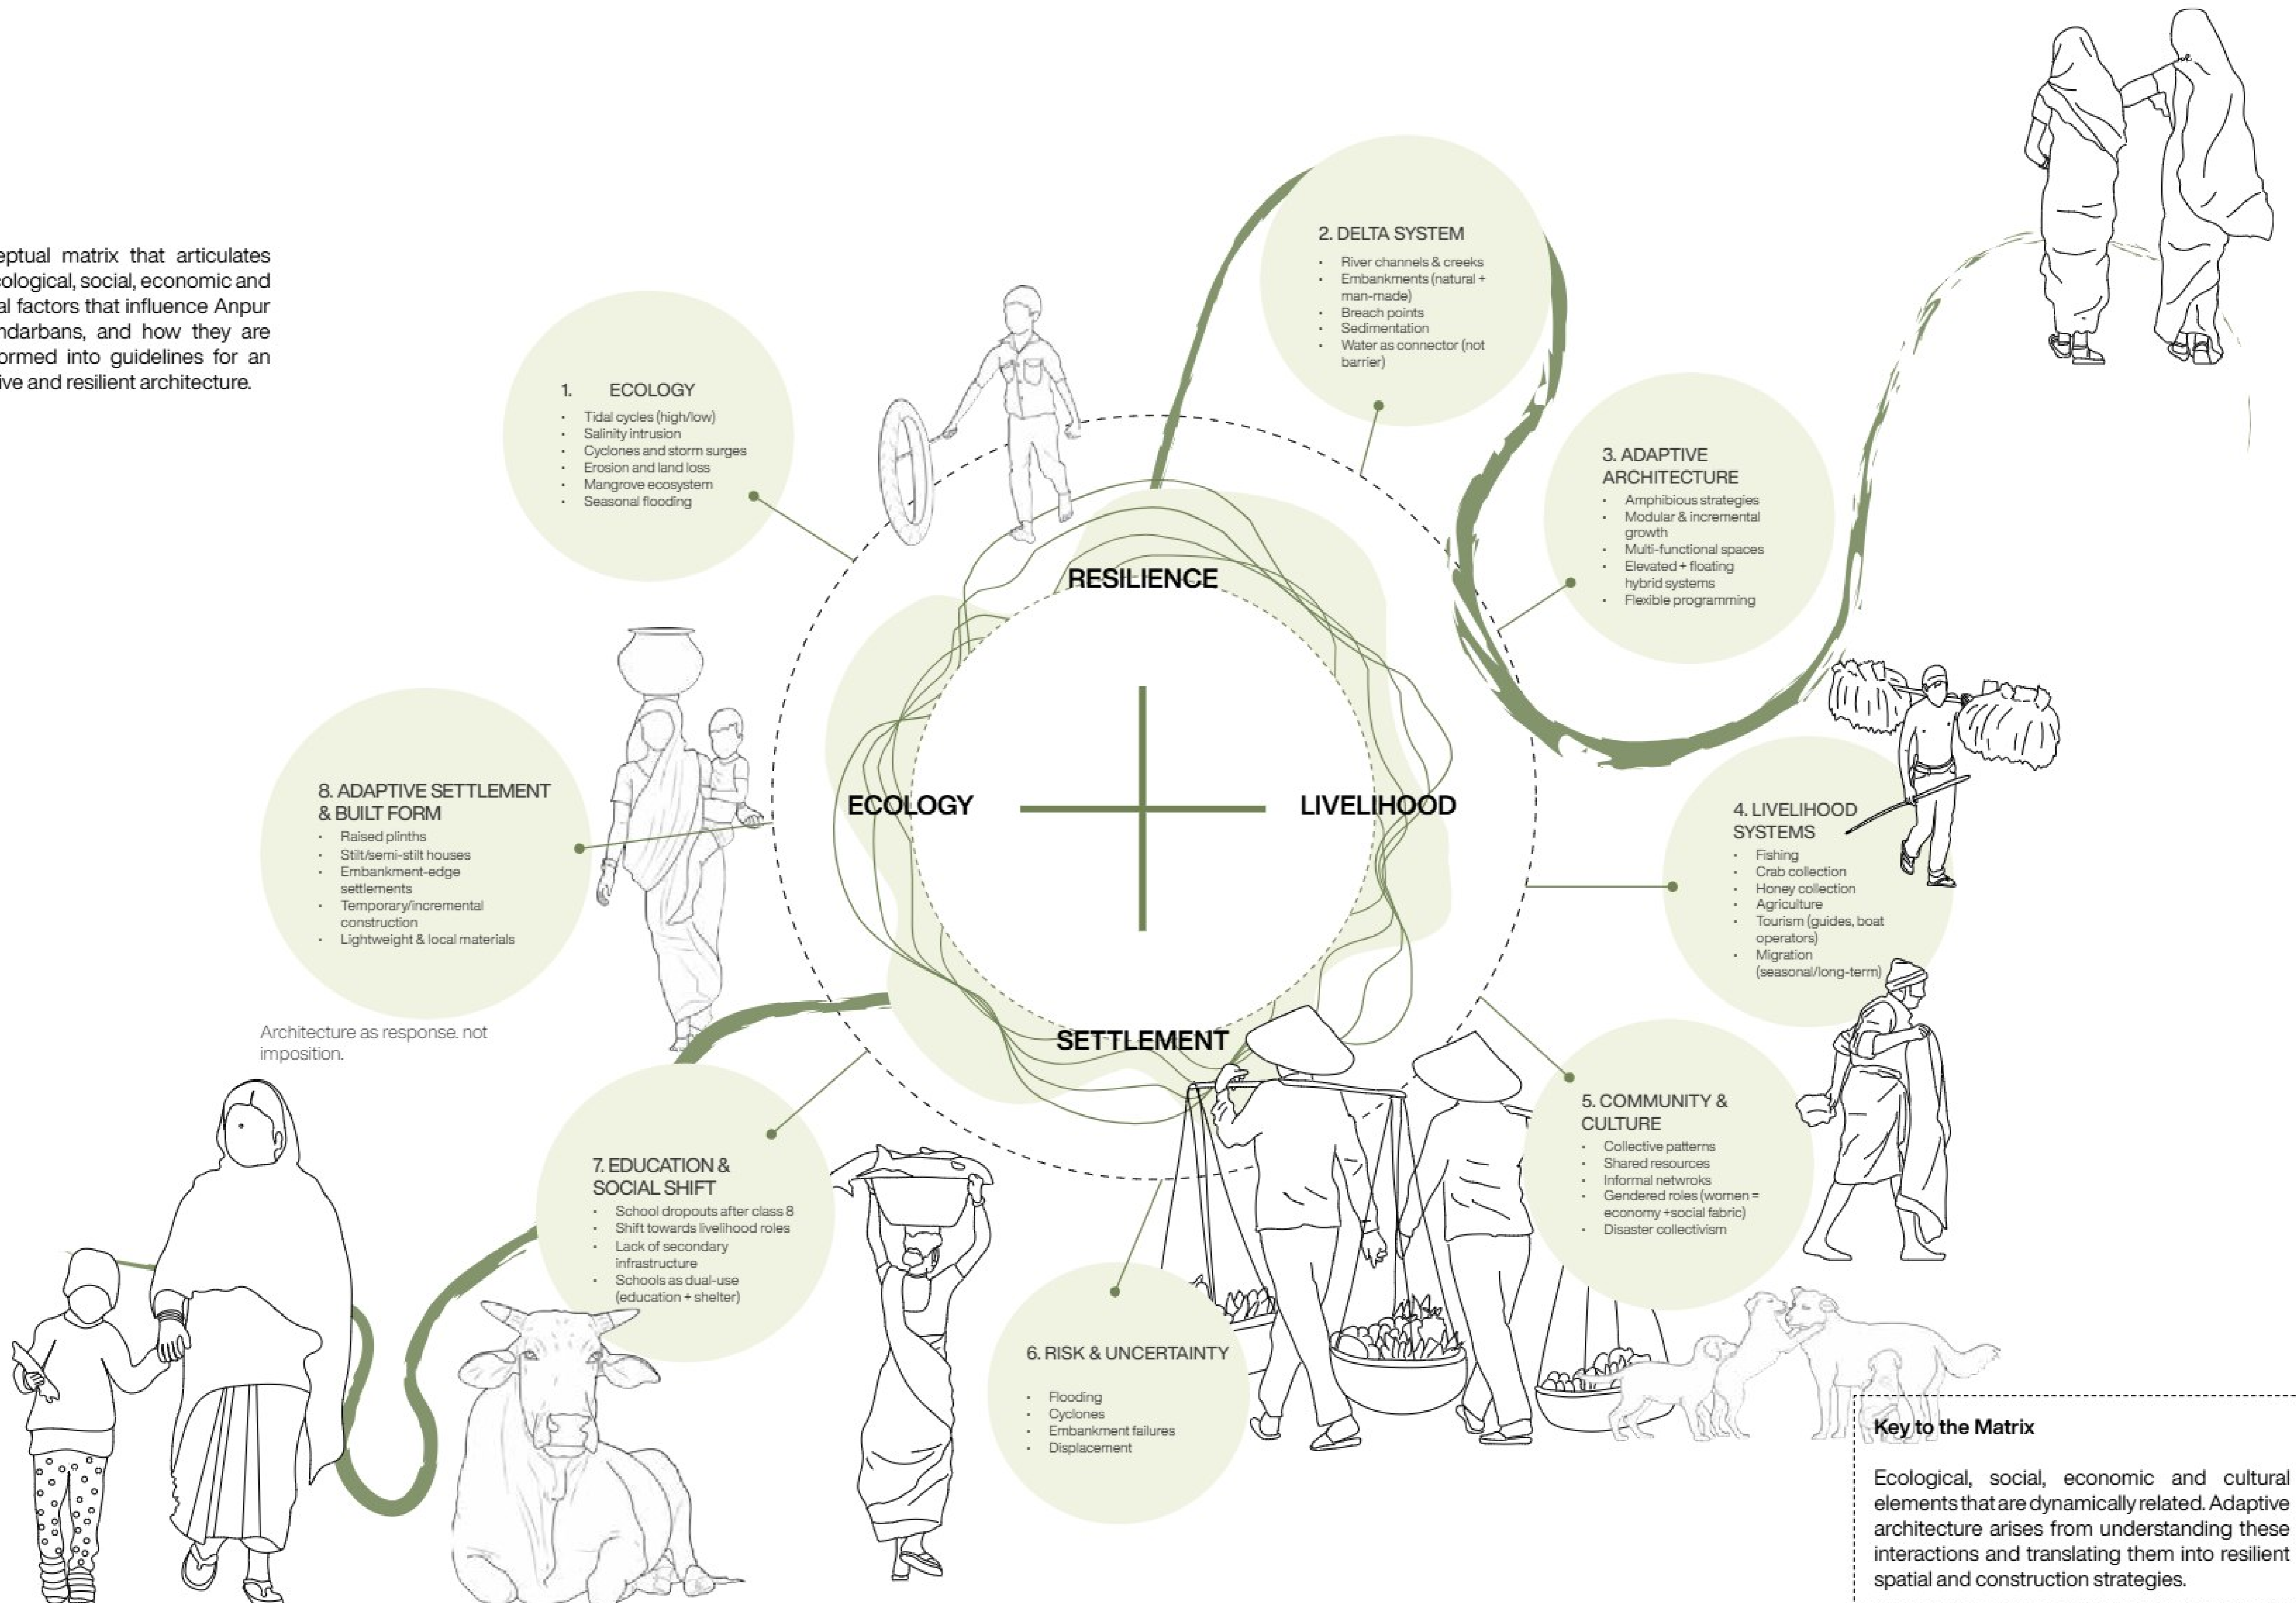 eptual matrix that articulates
cological, social, economic and
al factors that influence Anpur
ndarbans, and how they are
ormed into guidelines for an
ive and resilient architecture.
1. ECOLOGY
• Tidal cycles (high/low)
• Salinity intrusion
• Cyclones and storm surges
• Erosion and land loss
• Mangrove ecosystem
• Seasonal flooding
2. DELTA SYSTEM
• River channels & creeks
• Embankments (natural +
man-made)
• Breach points
• Sedimentation
• Water as connector (not
barrier)
3. ADAPTIVE
ARCHITECTURE
• Amphibious strategies
• Modular & incremental
growth
• Multi-functional spaces
• Elevated + floating
hybrid systems
• Flexible programming
RESILIENCE
ECOLOGY
LIVELIHOOD
SETTLEMENT
4. LIVELIHOOD
SYSTEMS
• Fishing
• Crab collection
• Honey collection
• Agriculture
• Tourism (guides, boat
operators)
• Migration
(seasonal/long-term)
5. COMMUNITY &
CULTURE
• Collective patterns
• Shared resources
• Informal netwroks
• Gendered roles (women =
economy +social fabric)
• Disaster collectivism
6. RISK & UNCERTAINTY
• Flooding
• Cyclones
• Embankment failures
• Displacement
7. EDUCATION &
SOCIAL SHIFT
• School dropouts after class 8
• Shift towards livelihood roles
• Lack of secondary
infrastructure
• Schools as dual-use
(education + shelter)
8. ADAPTIVE SETTLEMENT
& BUILT FORM
• Raised plinths
• Stilt/semi-stilt houses
• Embankment-edge
settlements
• Temporary/incremental
construction
• Lightweight & local materials
Architecture as response. not
imposition.
Key to the Matrix
Ecological, social, economic and cultural
elements that are dynamically related. Adaptive
architecture arises from understanding these
interactions and translating them into resilient
spatial and construction strategies.